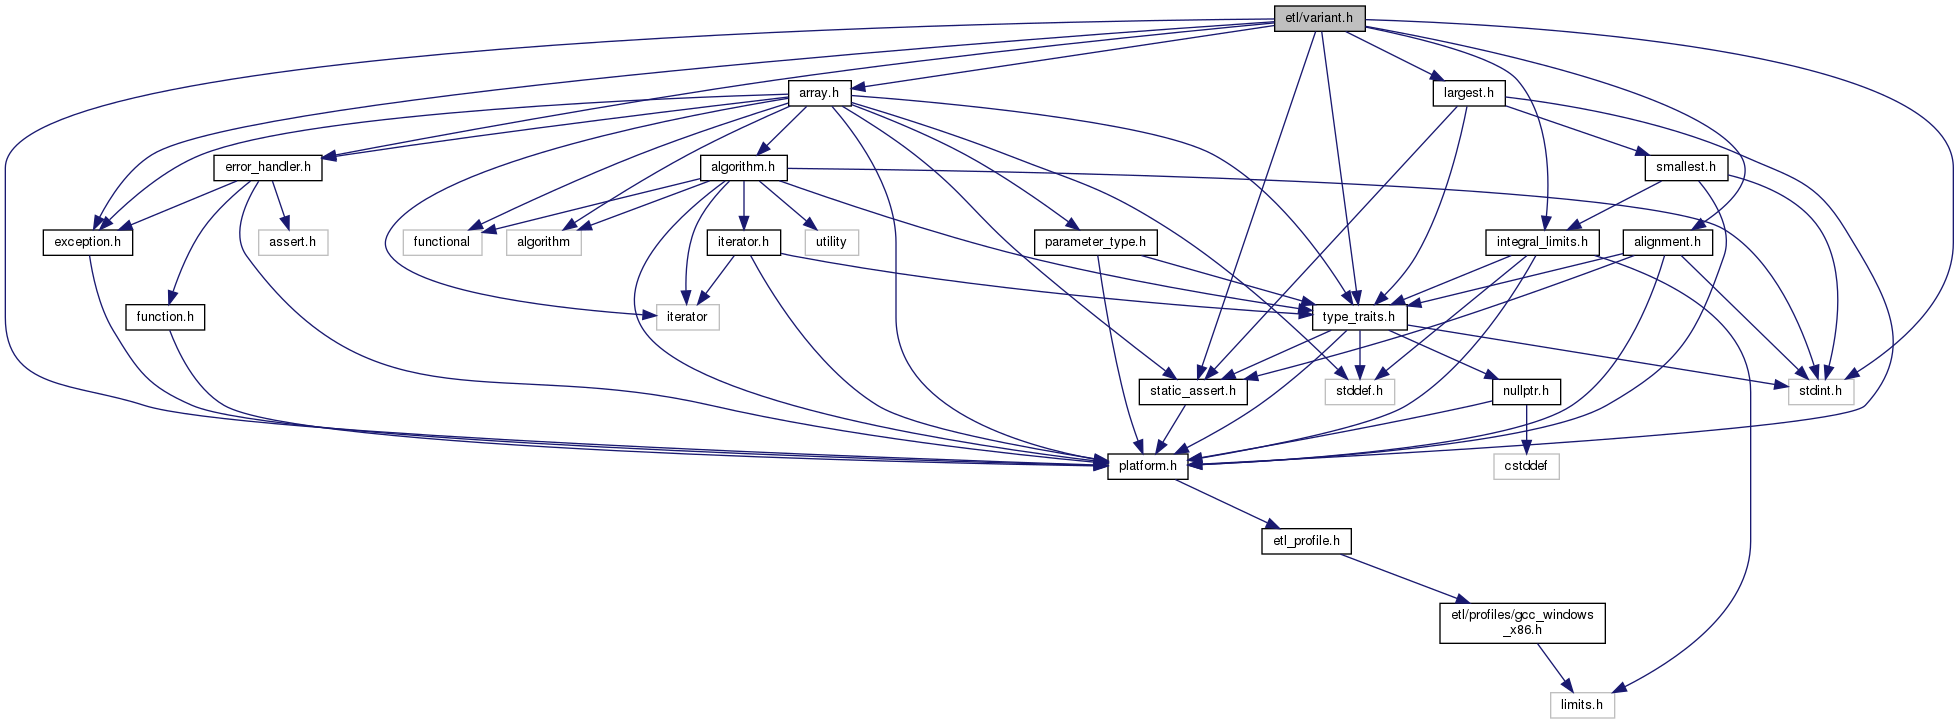 etl/variant.h
array.h
largest.h
error_handler.h
algorithm.h
smallest.h
exception.h
assert.h
functional
algorithm
iterator.h
utility
parameter_type.h
integral_limits.h
alignment.h
function.h
iterator
type_traits.h
static_assert.h
stddef.h
nullptr.h
stdint.h
platform.h
cstddef
etl_profile.h
etl/profiles/gcc_windows
_x86.h
limits.h